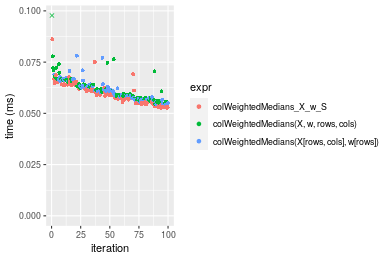 0.100
0.075
0.050
0.025
0.000
time (ms)
0
25
50
75
100
iteration
expr
colWeightedMedians_X_w_S
colWeightedMedians(X, w, rows, cols)
colWeightedMedians(X[rows, cols], w[rows])